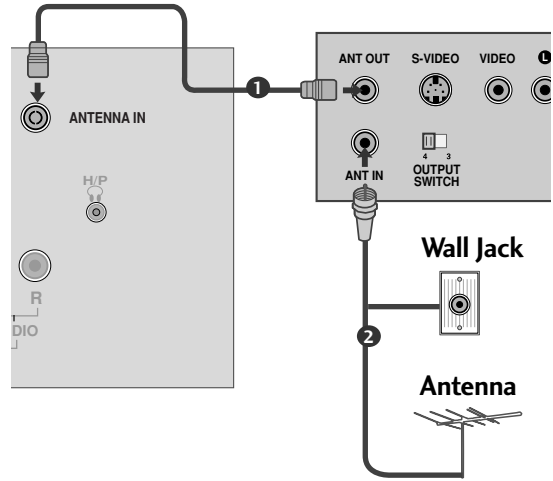 ANTENNA IN
H/P
R
DIO
1
ANT OUT
S-VIDEO
VIDEO
L
ANT IN
4 3
OUTPUT
SWITCH
Wall Jack
2
Antenna